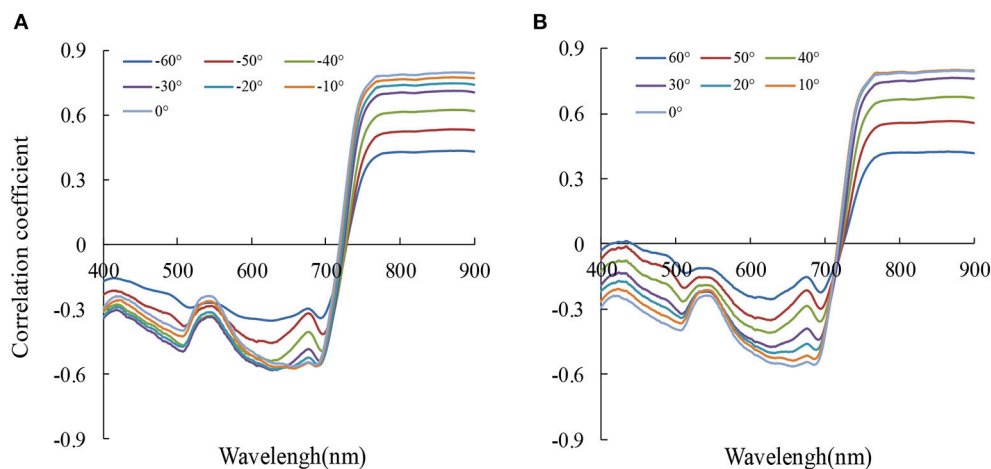 A
0.9
-60° -50° -40°
-30° -20° -10°
0°
0.6
0.3
0
-0.3
-0.6
-0.9
400 500 600 700 800 900
Correlation coefficient
Wavelengh(nm)
B
0.9
60° 50° 40°
30° 20° 10°
0°
0.6
0.3
0
-0.3
-0.6
-0.9
400 500 600 700 800 900
Wavelengh(nm)